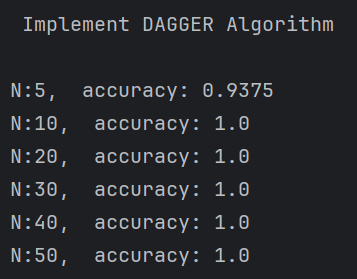 Implement DAGGER Algorithm
N:5,  accuracy: 0.9375
N:10,  accuracy: 1.0
N:20,  accuracy: 1.0
N:30,  accuracy: 1.0
N:40,  accuracy: 1.0
N:50,  accuracy: 1.0